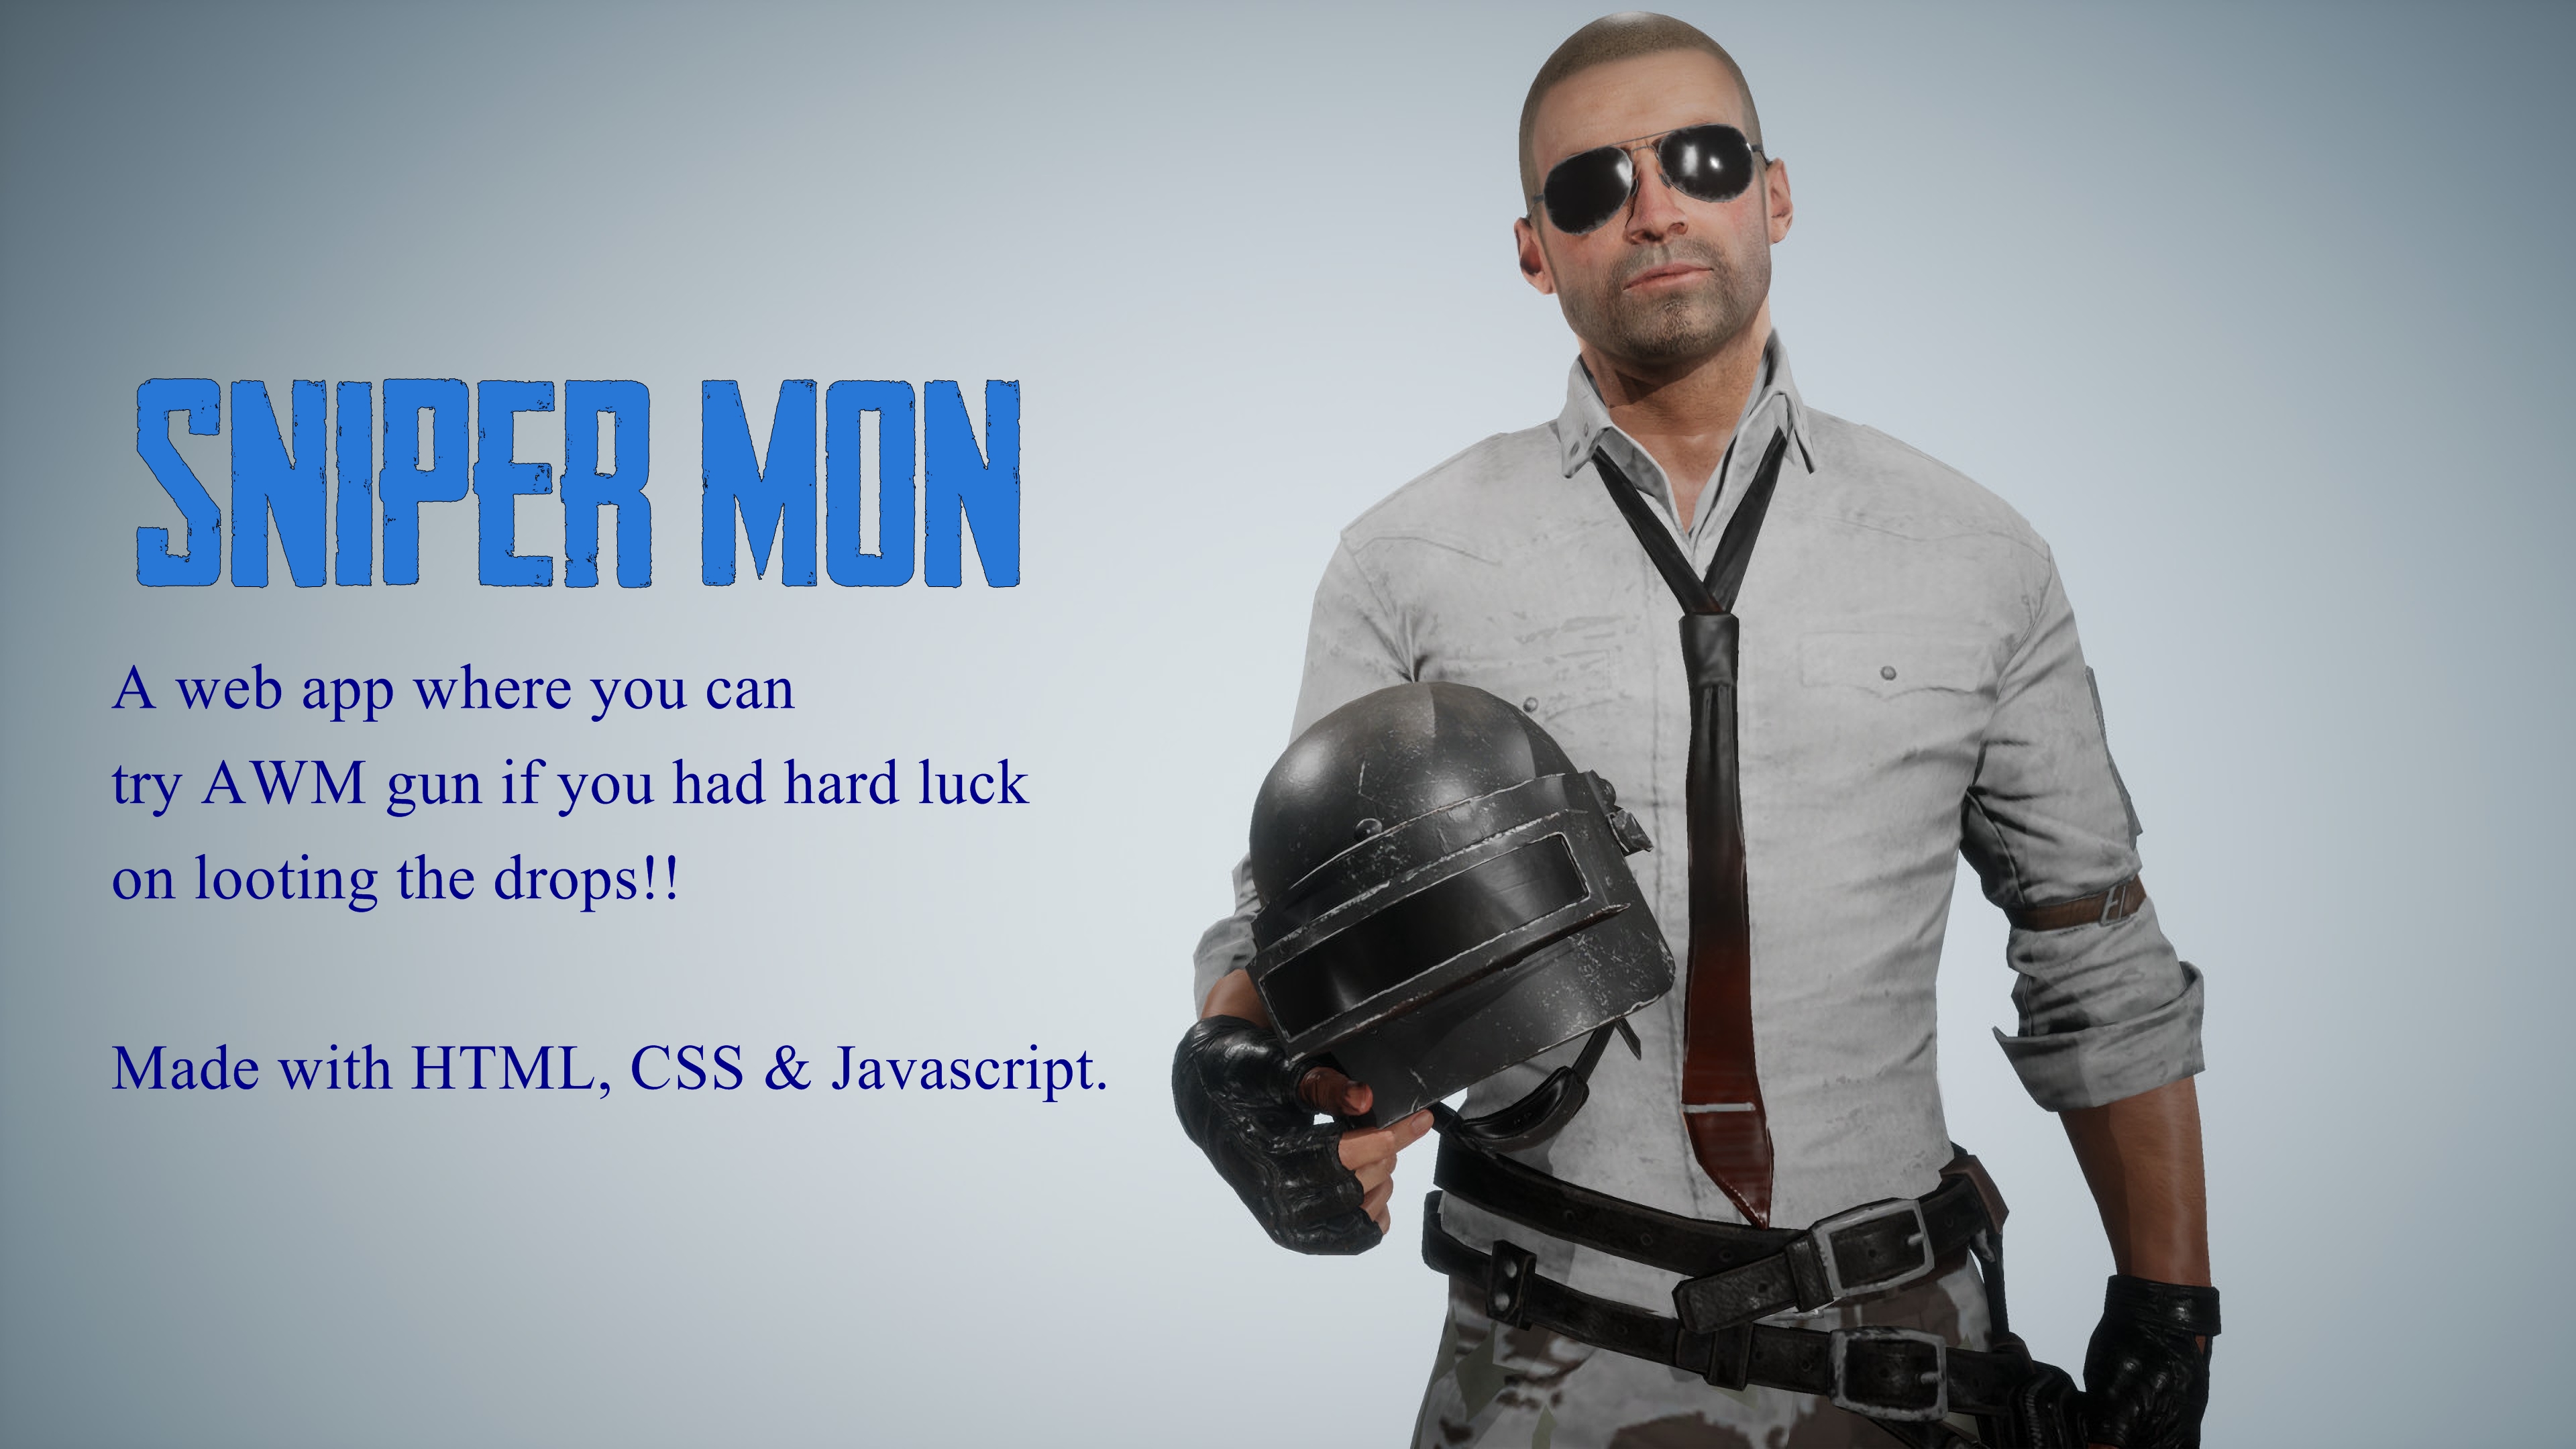 SNIPER MON
A web app where you can
try AWM gun if you had hard luck
on looting the drops!!
Made with HTML, CSS & Javascript.